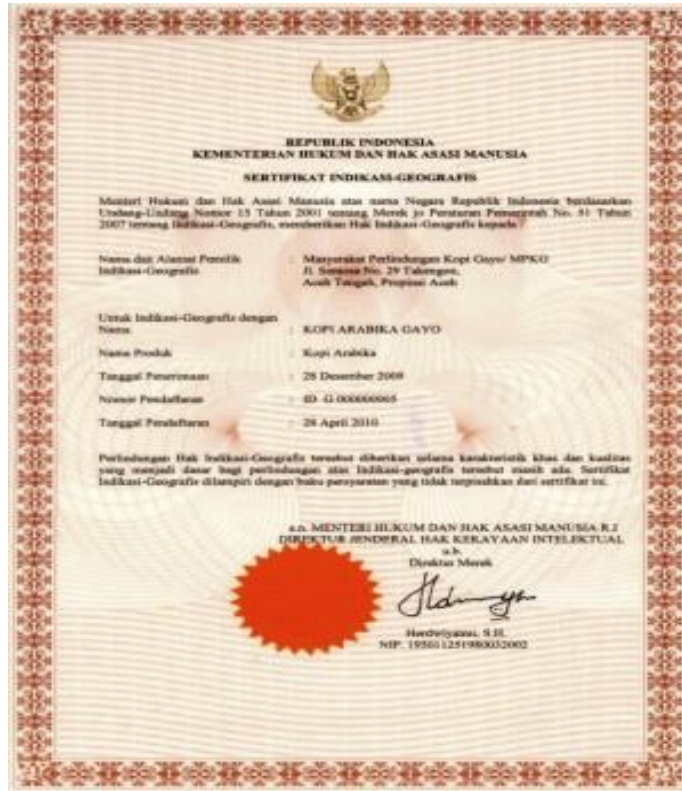 REPUBLIK INDONESIA
KEMENTERIAN HUKUM DAN HAK ASASI MANUSIA
SERTIFIKAT INDIKASI-GEOGRAFIS
Menteri Hukum dan Hak Asasi Manusia atas nama Negara Republik Indonesia berdasarkan
Undang-Undang Nomor 15 Tahun 2001 tentang Merek jo Peraturan Pemerintah No. 51 Tahun
2007 tentang Indikasi-Geografis, memberikan Hak Indikasi-Geografis kepada
Nama dan Alamat Pemilik : Masyarakat Perlindungan Kopi Gayo/ MPKG
Indikasi-Geografis Jl. No. 29 Takengon,
Aceh Tengah, Propinsi Aceh
Untuk Indikasi-Geografis dengan
Nama : KOPI ARABIKA GAYO
Nama Produk : Kopi Arabika
Tanggal Penerimaan : 28 Desember 2009
Nomor Pendaftaran : ID G 000000005
Tanggal Pendaftaran : 28 April 2010
Perlindungan Hak Indikasi-Geografis tersebut diberikan selama karakteristik khas dan kualitas
yang menjadi dasar bagi perlindungan atas Indikasi-geografis tersebut masih ada. Sertifikat
Indikasi-Geografis dilampiri dengan buku persyaratan yang tidak terpisahkan dari sertifikat ini.
a.n. MENTERI HUKUM DAN HAK ASASI MANUSIA R.I
DIREKTUR JENDERAL HAK KEKAYAAN INTELEKTUAL
u.b.
Direktur Merek
S.H.
NIP. 195611251980032002